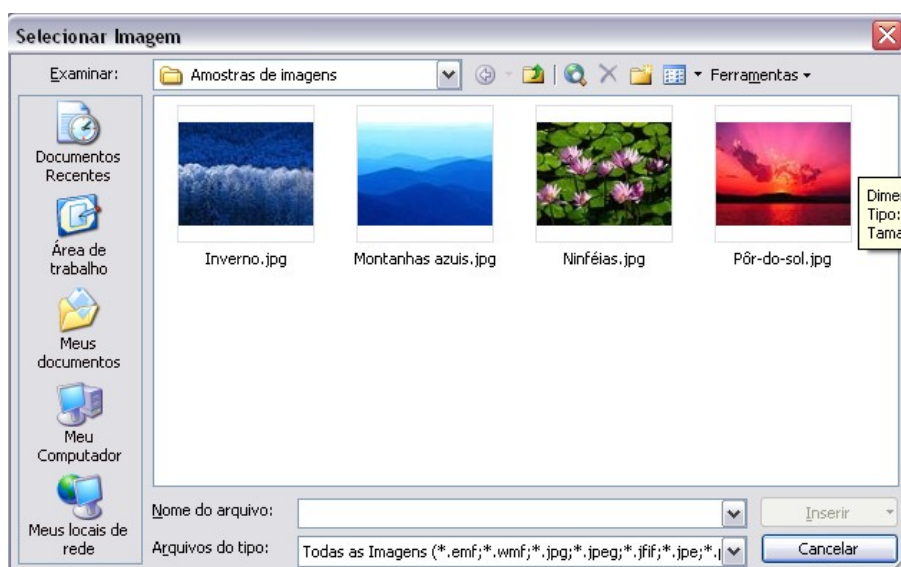 Selecionar Imagem
Examinar:
Amostras de imagens
Ferramentas
Documentos
Recentes
Área de
trabalho
Meus
documentos
Meu
Computador
Meus locais de
rede
Inverno.jpg
Montanhas azuis.jpg
Ninféias.jpg
Pôr-do-sol.jpg
Dime
Tipo:
Tama
Nome do arquivo:
Inserir
Arquivos do tipo:
Todas as Imagens (*.emf;*.wmf;*.jpg;*.jpeg;*.jfif;*.jpe;*.
Cancelar